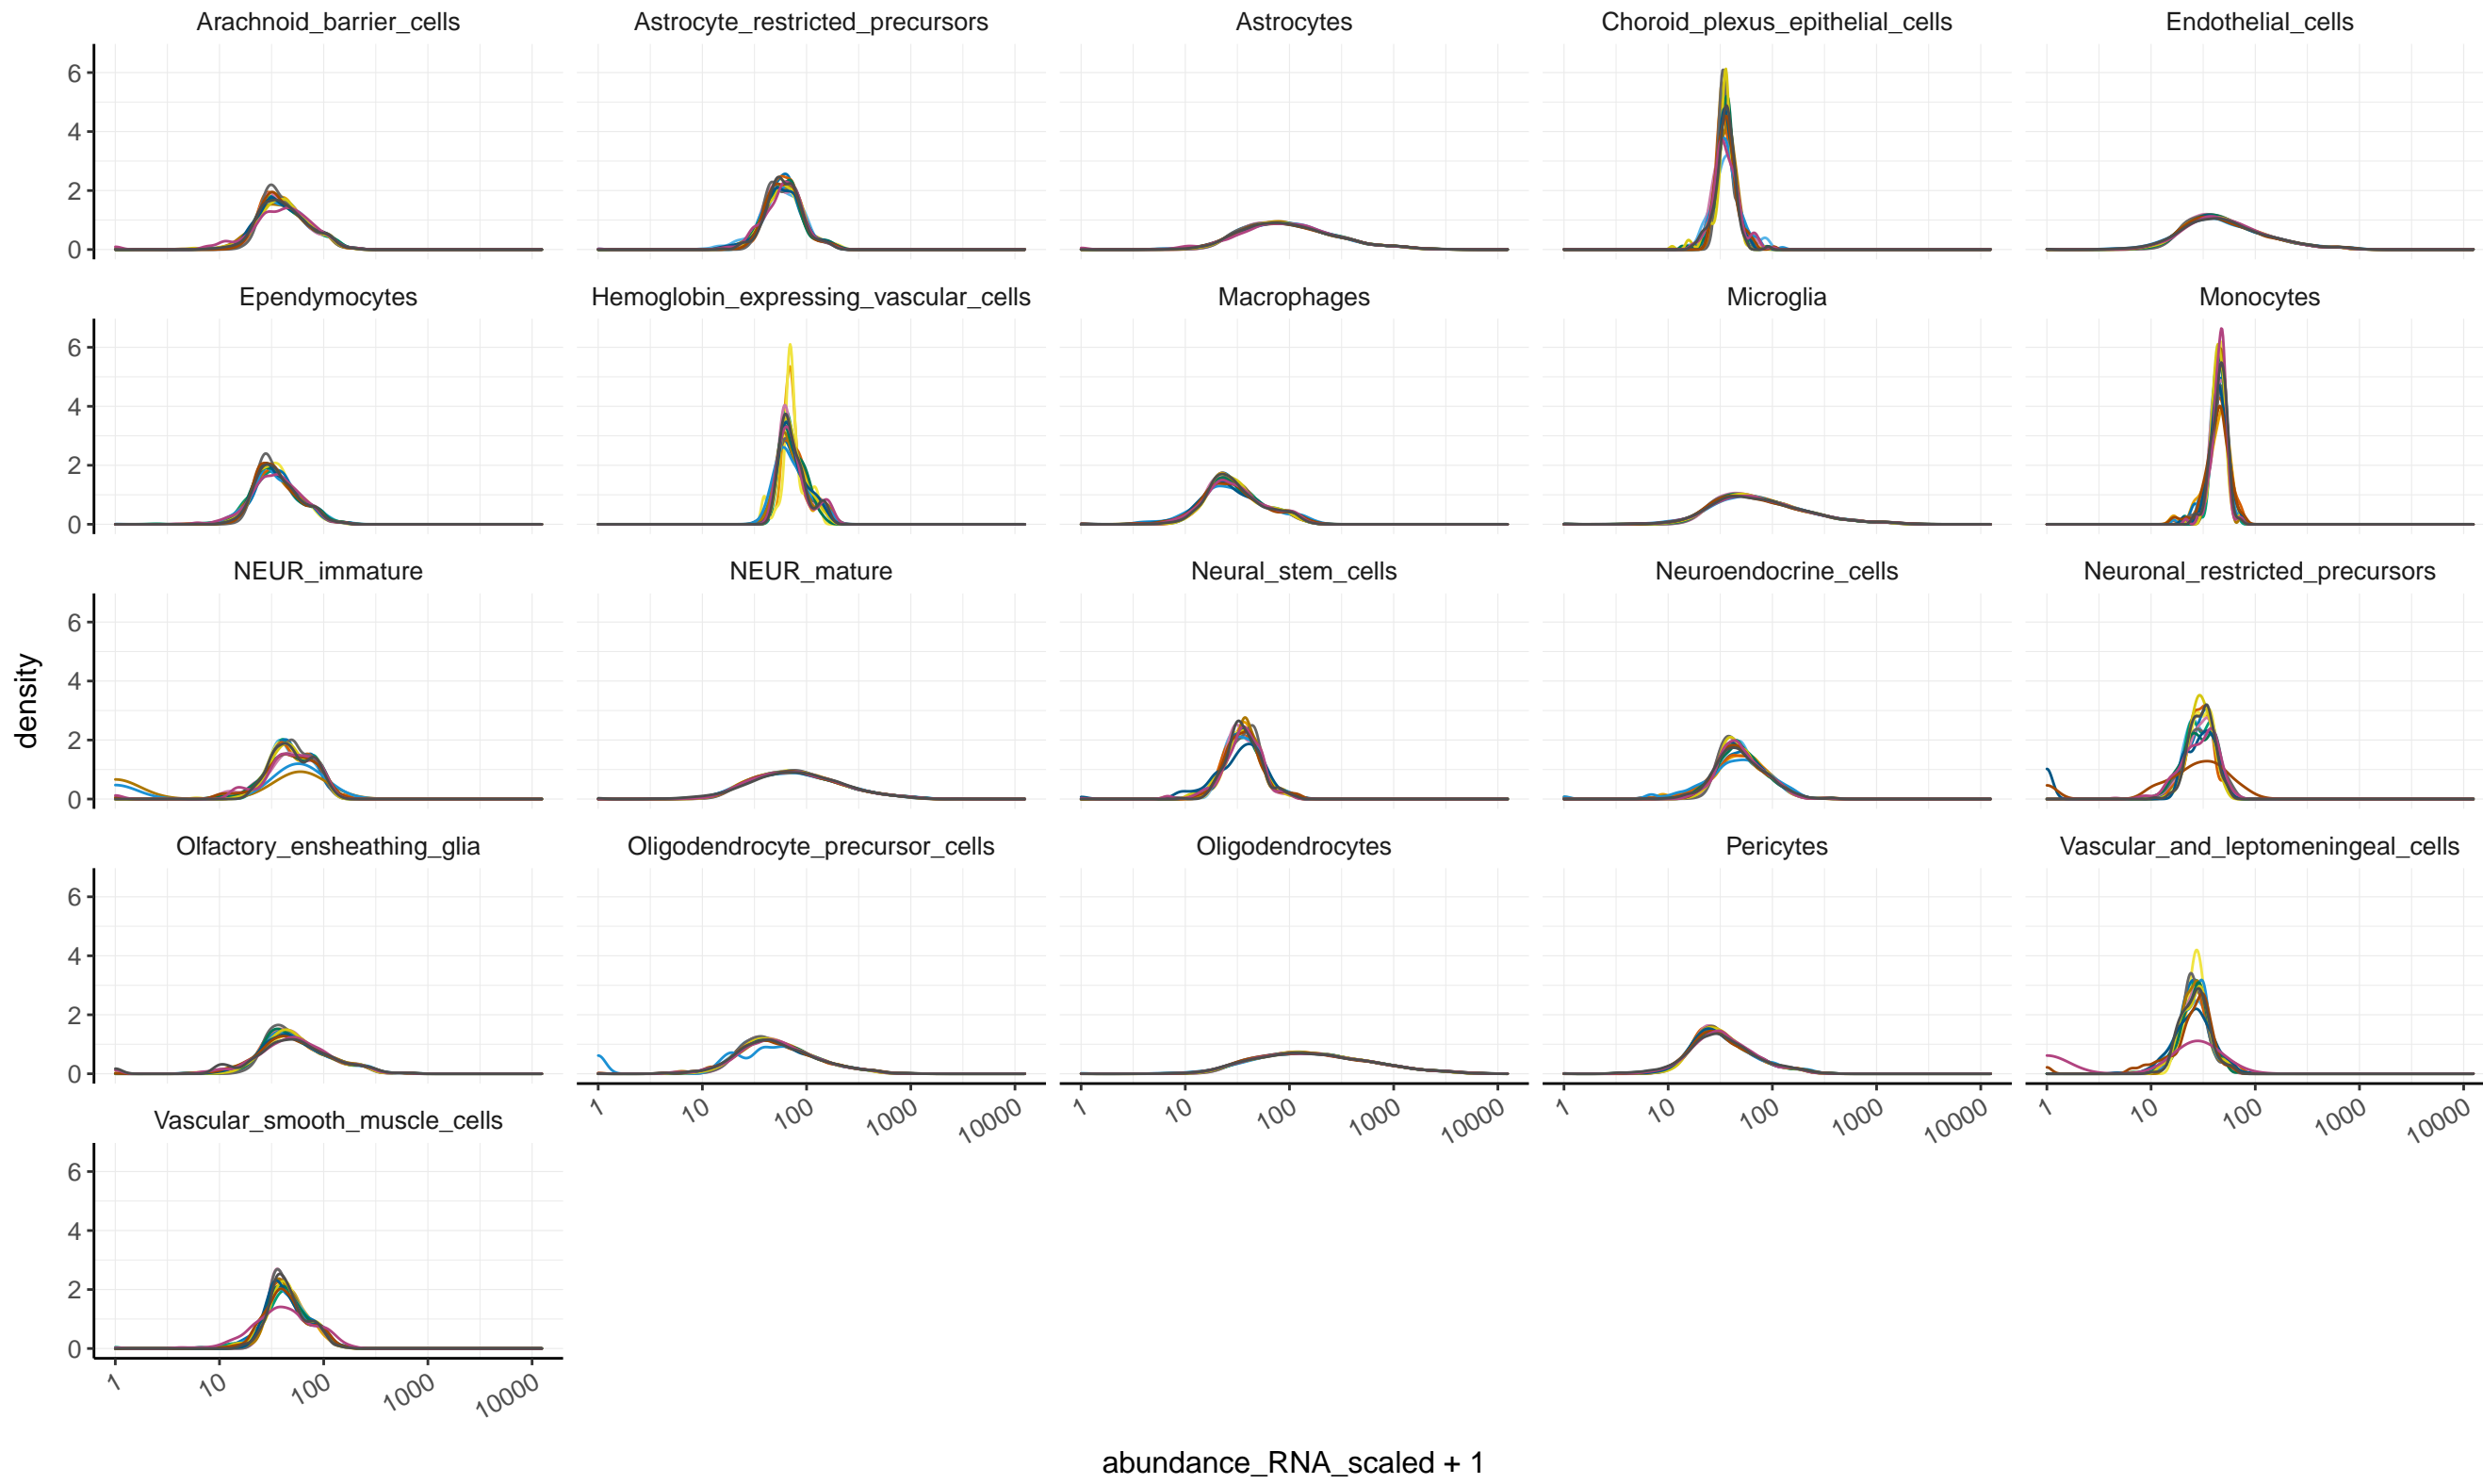 Arachnoid_barrier_cells Astrocyte_restricted_precursors Astrocytes Choroid_plexus_epithelial_cells Endothelial_cells
6
4
2
0
Ependymocytes Hemoglobin_expressing_vascular_cells Macrophages Microglia Monocytes
6
4
2
0
NEUR_immature NEUR_mature Neural_stem_cells Neuroendocrine_cells Neuronal_restricted_precursors
6
4
2
0
density
Olfactory_ensheathing_glia Oligodendrocyte_precursor_cells Oligodendrocytes Pericytes Vascular_and_leptomeningeal_cells
6
4
2
0
1 10 100 1000 10000 1 10 100 1000 10000 1 10 100 1000 10000 1 10 100 1000 10000
Vascular_smooth_muscle_cells
6
4
2
0
1 10 100 1000 10000
abundance_RNA_scaled + 1